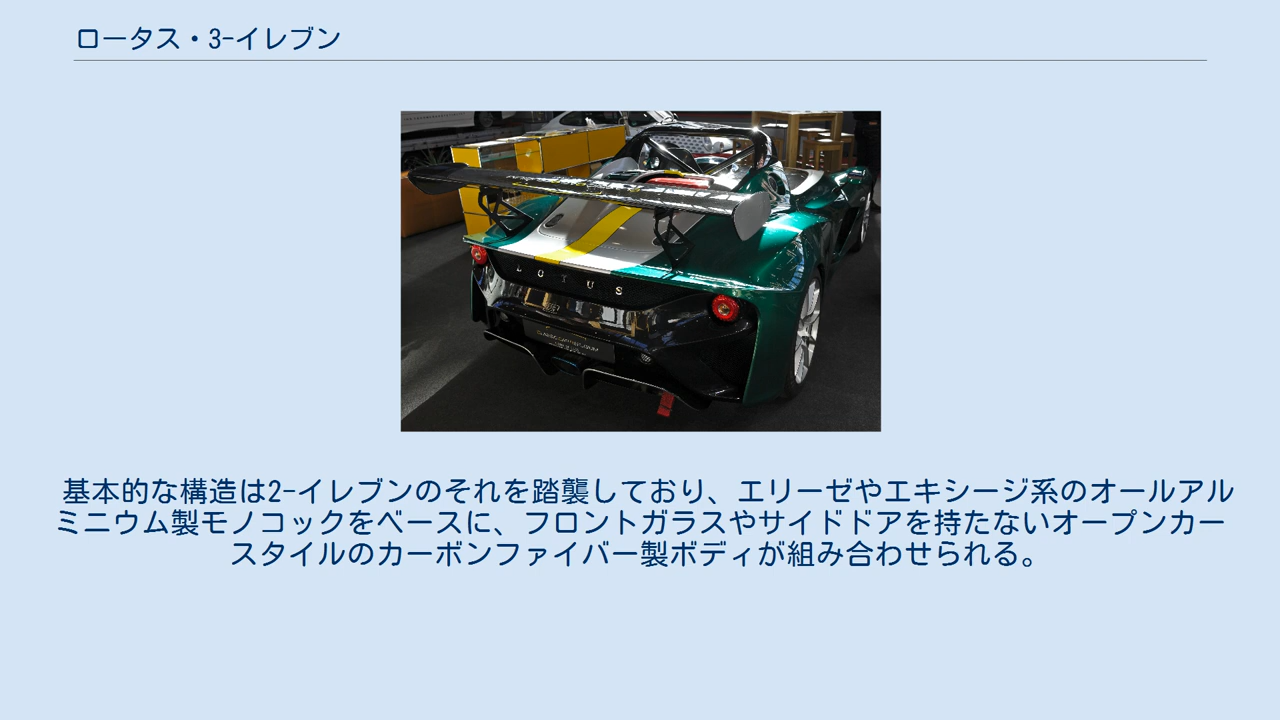 ロータス・3-イレブン
LOTUS
基本的な構造は2-イレブンのそれを踏襲しており、エリーゼやエキシージ系のオールアル
ミニウム製モノコックをベースに、フロントガラスやサイドドアを持たないオープンカー
スタイルのカーボンファイバー製ボディが組み合わせられる。